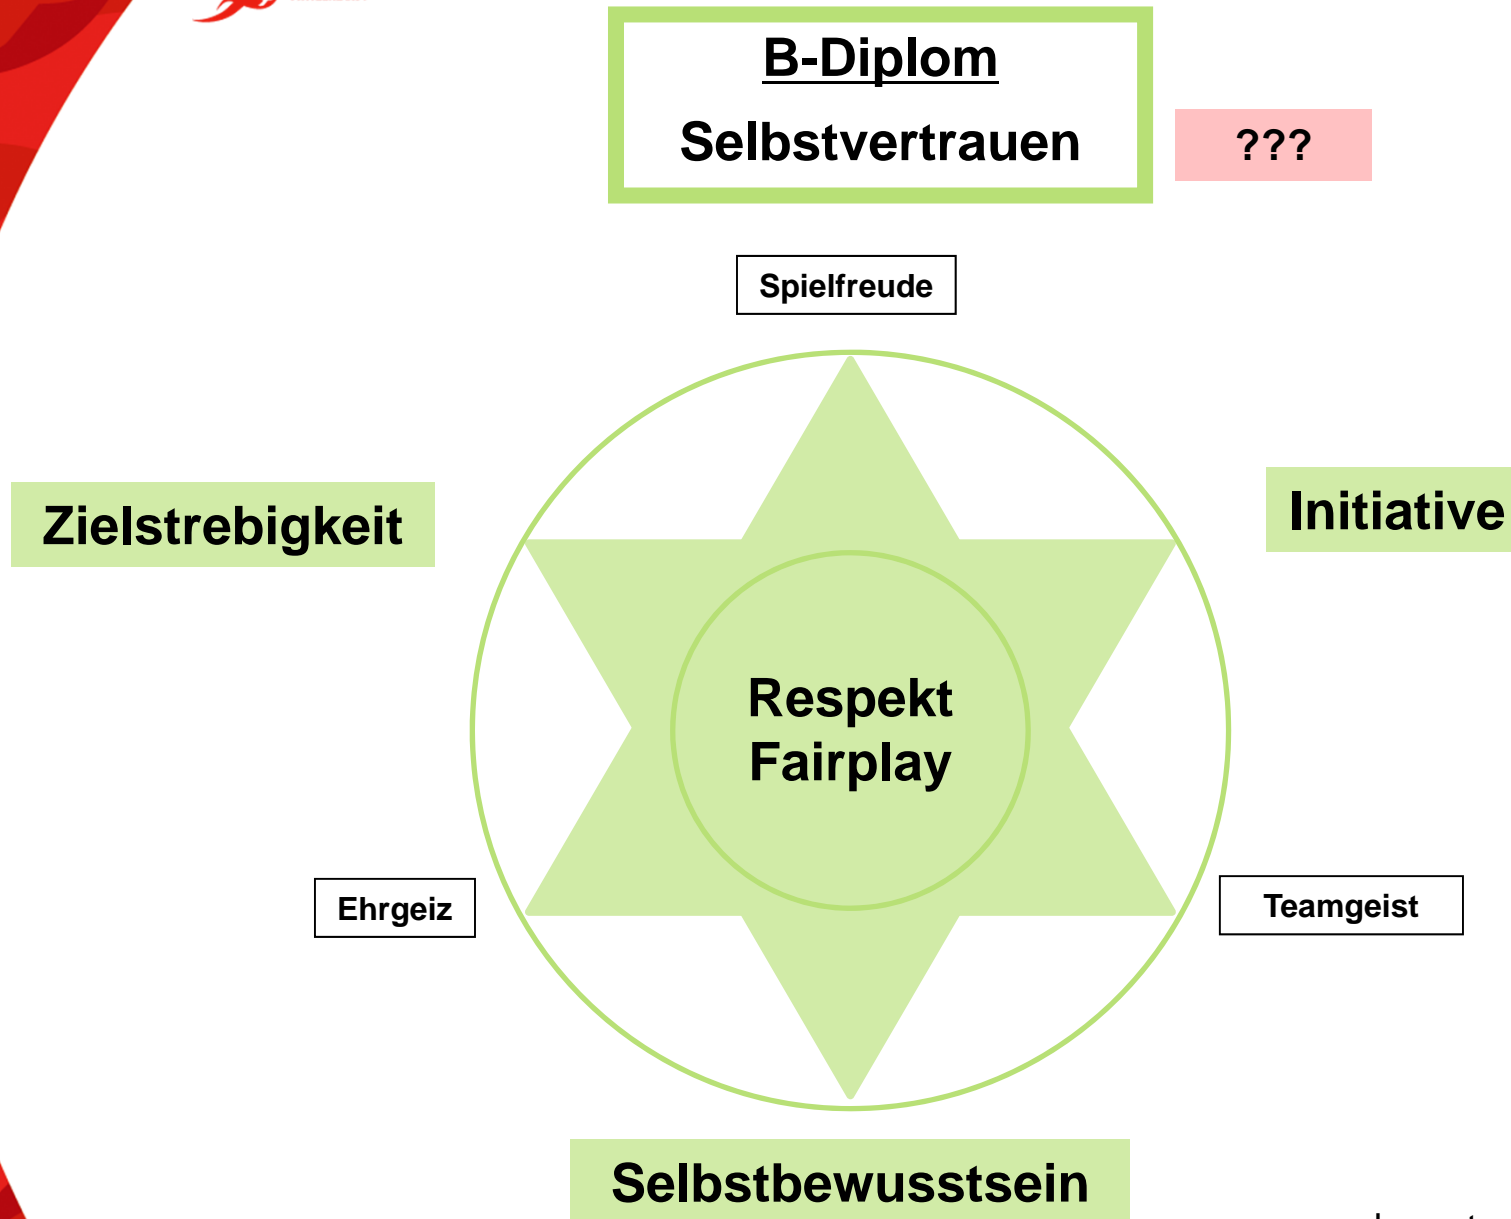 B-Diplom
Selbstvertrauen
???
Spielfreude
Zielstrebigkeit
Initiative
Respekt
Fairplay
Ehrgeiz
Teamgeist
Selbstbewusstsein